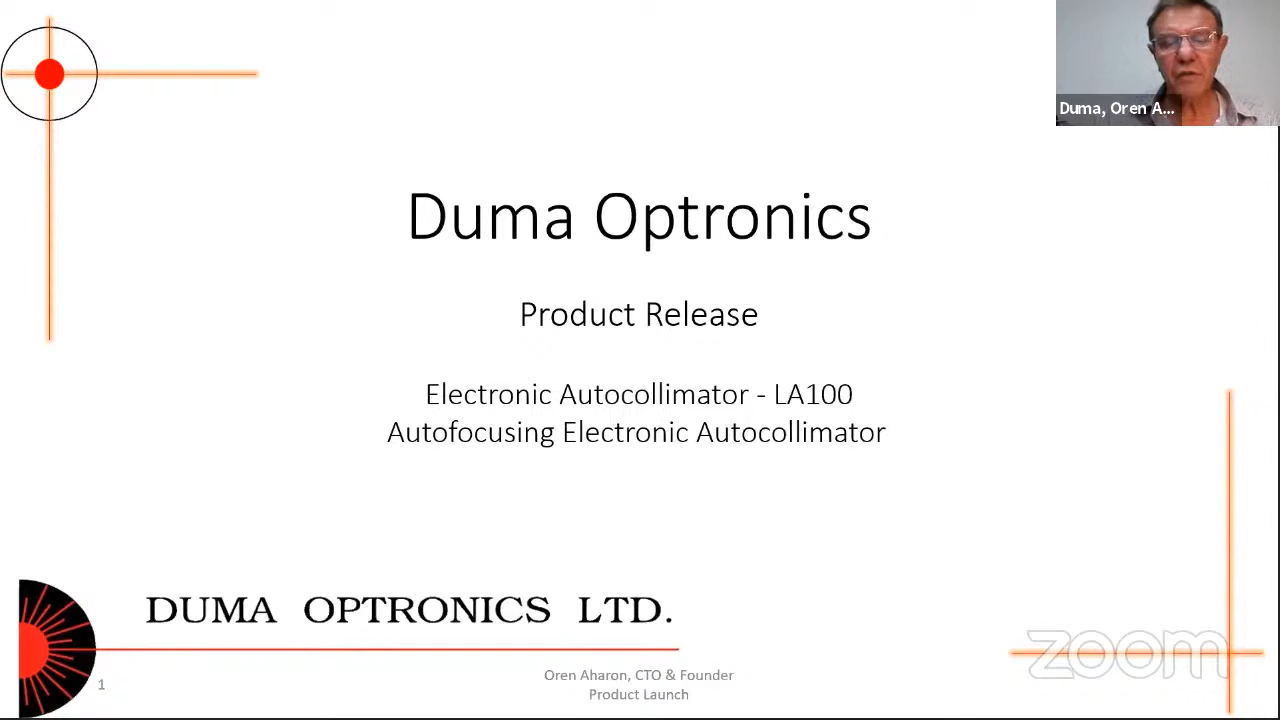 Duma, Oren A...
Duma Optronics
Product Release
Electronic Autocollimator - LA100
Autofocusing Electronic Autocollimator
DUMA OPTRONICS LTD.
zoom
Oren Aharon, CTO & Founder
Product Launch
1